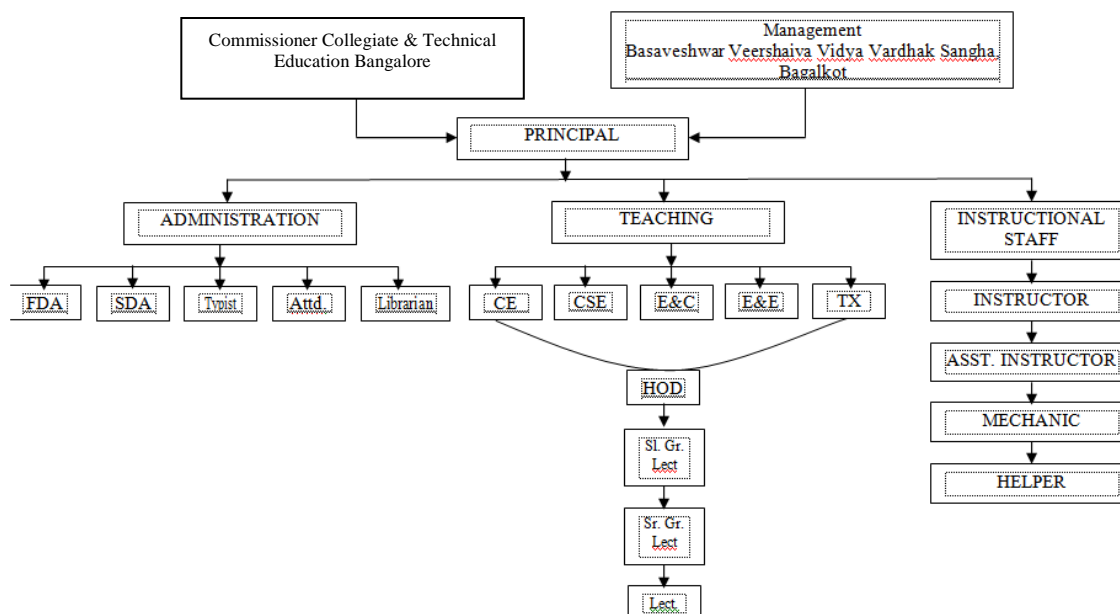 Commissioner Collegiate & Technical
Education Bangalore
Management
Basaveshwar Veershaiva Vidya Vardhak Sangha,
Bagalkot
PRINCIPAL
ADMINISTRATION
TEACHING
INSTRUCTIONAL
STAFF
FDA
SDA
Typist
Attd.
Librarian
CE
CSE
E&C
E&E
TX
INSTRUCTOR
ASST. INSTRUCTOR
HOD
MECHANIC
Sl. Gr.
Lect
HELPER
Sr. Gr.
Lect
Lect.